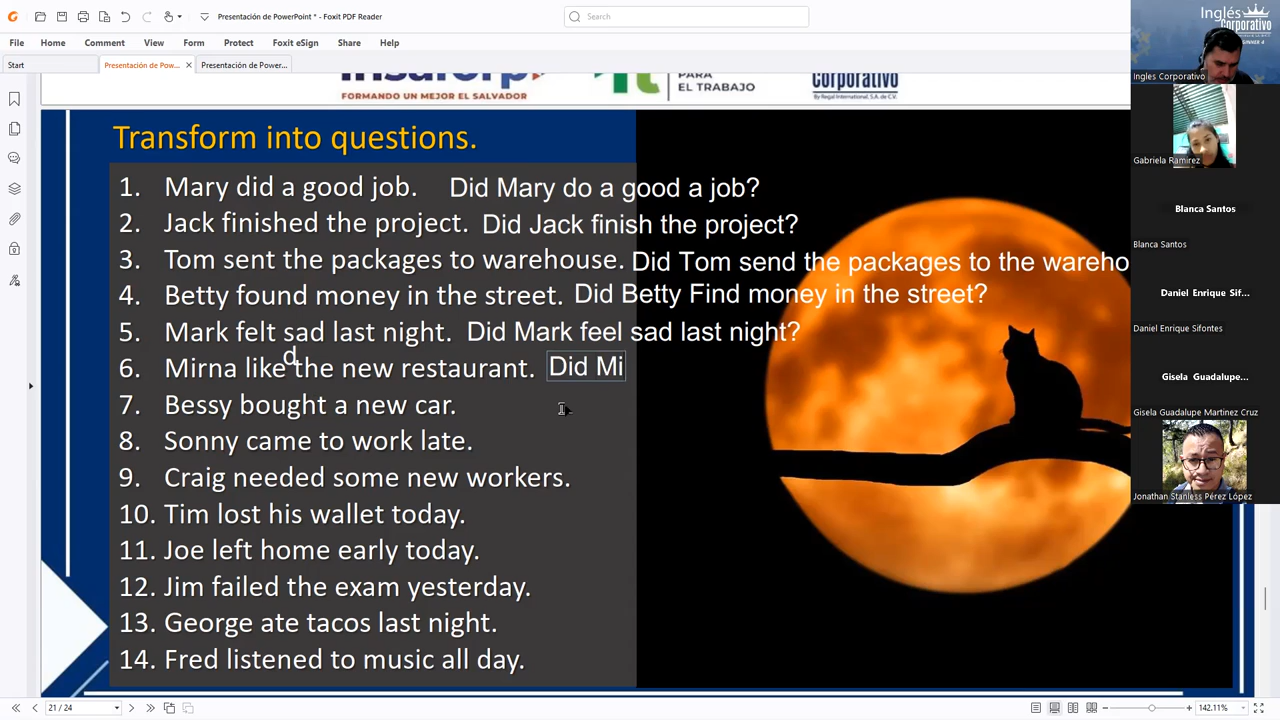 Presentación de PowerPoint * - Foxit PDF Reader
Search
File Home Comment View Form Protect Foxit eSign Share Help
Start
Presentación de Pow...
Presentación de Power...
FORMANDO UN MEJOR EL SALVADOR
PARA
EL TRABAJO
corporativo
By Regal International, S.A. de C.V.
Transform into questions.
1. Mary did a good job. Did Mary do a good a job?
2. Jack finished the project. Did Jack finish the project?
3. Tom sent the packages to warehouse. Did Tom send the packages to the wareho
4. Betty found money in the street. Did Betty Find money in the street?
5. Mark felt sad last night. Did Mark feel sad last night?
d
6. Mirna like the new restaurant. Did Mi
7. Bessy bought a new car.
8. Sonny came to work late.
9. Craig needed some new workers.
10. Tim lost his wallet today.
11. Joe left home early today.
12. Jim failed the exam yesterday.
13. George ate tacos last night.
14. Fred listened to music all day.
Inglés
Corporativo
Ingles Corporativo
Gabriela Ramirez
Blanca Santos
Blanca Santos
Daniel Enrique Sif...
Daniel Enrique Sifontes
Gisela Guadalupe...
Gisela Guadalupe Martinez Cruz
Jonathan Stanless Pérez López
21 / 24
142.11%